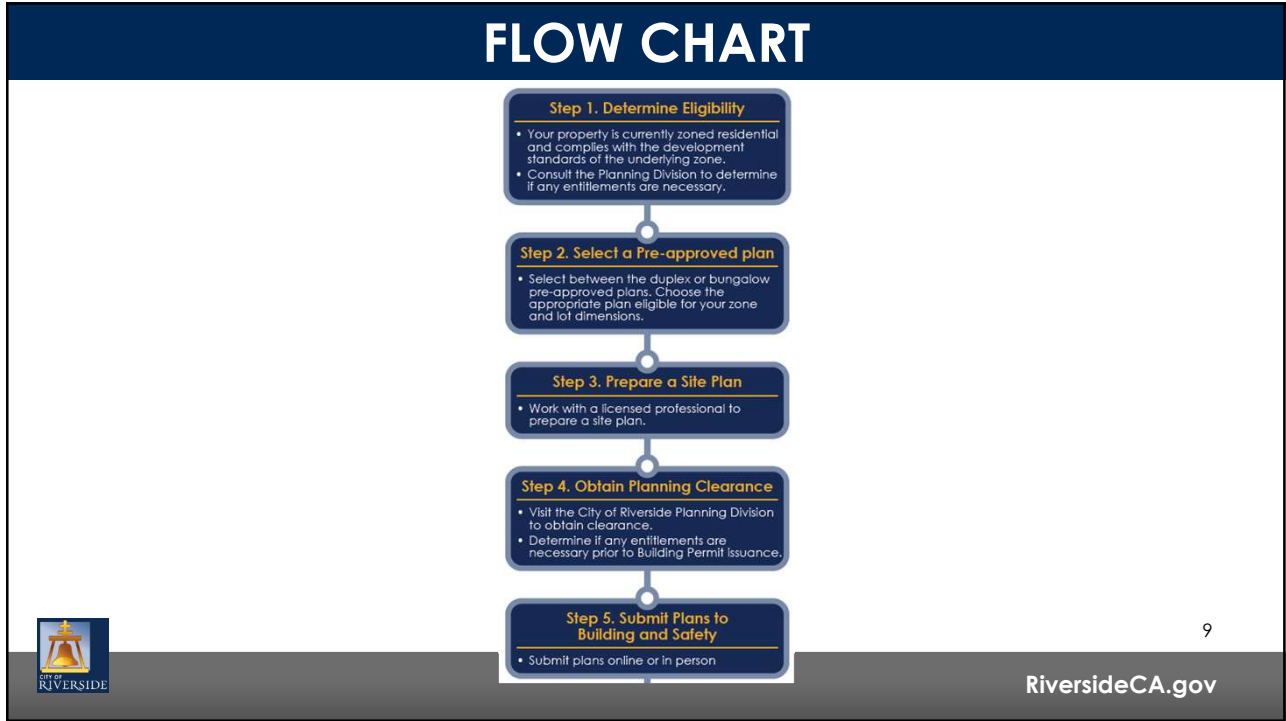 FLOW CHART
Step 1. Determine Eligibility
• Your property is currently zoned residential
and complies with the development
standards of the underlying zone.
• Consult the Planning Division to determine
if any entitlements are necessary.
Step 2. Select a Pre-approved plan
• Select between the duplex or bungalow
pre-approved plans. Choose the
appropriate plan eligible for your zone
and lot dimensions.
Step 3. Prepare a Site Plan
• Work with a licensed professional to
prepare a site plan.
Step 4. Obtain Planning Clearance
• Visit the City of Riverside Planning Division
to obtain clearance.
• Determine if any entitlements are
necessary prior to Building Permit issuance.
Step 5. Submit Plans to
Building and Safety
• Submit plans online or in person
9
CITY OF
RIVERSIDE
RiversideCA.gov